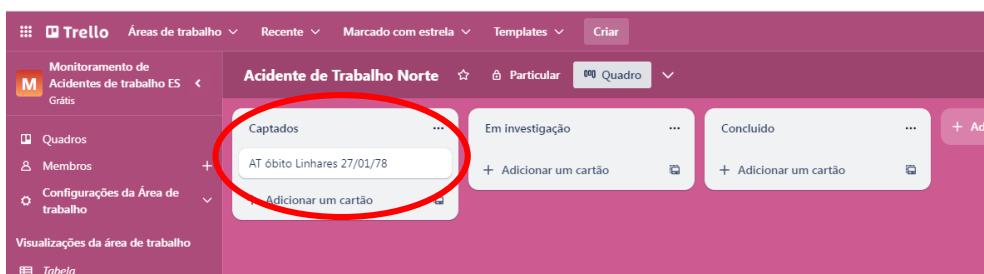 Trello Áreas de trabalho Recente Marcado com estrela Templates Criar
M
Monitoramento de
Acidentes de trabalho ES
Grátis
Quadros
Membros +
Configurações da Área de
trabalho
Visualizações da área de trabalho
Tabela
Acidente de Trabalho Norte Particular Quadro
Captados ...
AT óbito Linhares 27/01/78
+ Adicionar um cartão
Em investigação ...
+ Adicionar um cartão
Concluido ...
+ Adicionar um cartão
+ Ad